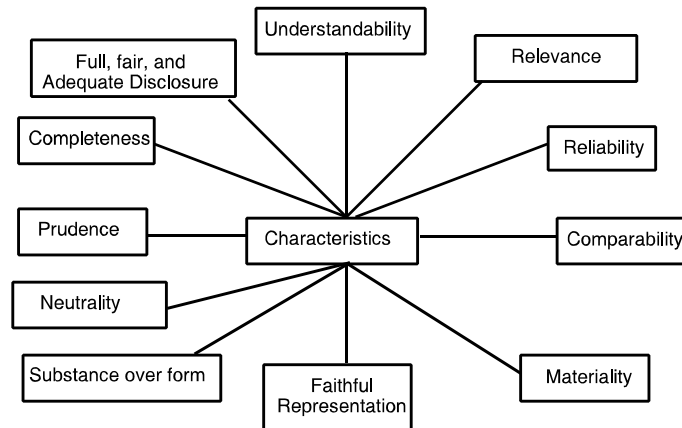 Understandability
Full, fair, and
Adequate Disclosure
Relevance
Completeness
Reliability
Prudence
Characteristics
Comparability
Neutrality
Substance over form
Faithful
Representation
Materiality